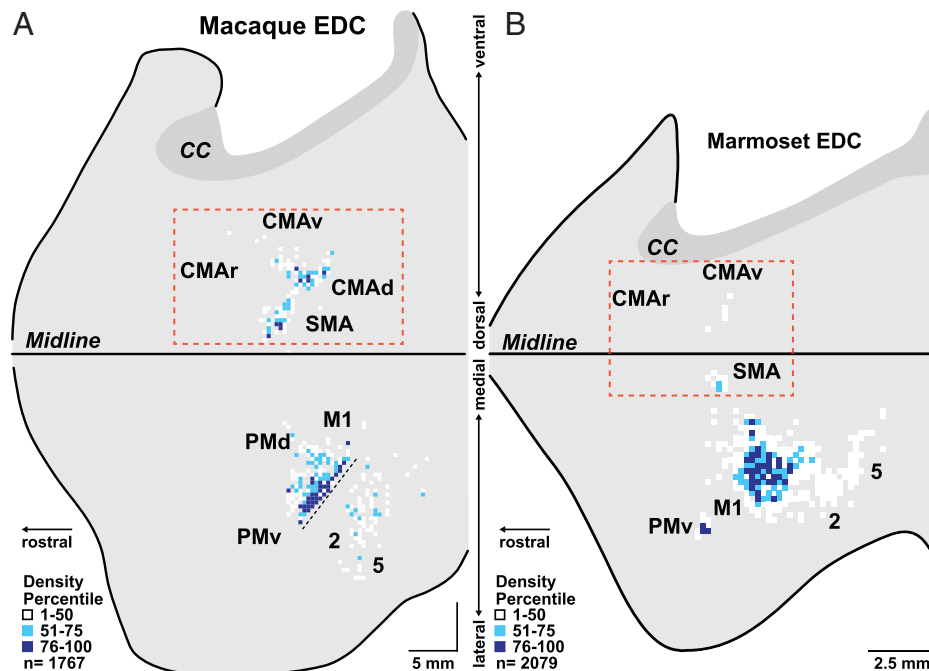 A
Macaque EDC
CC
CMAv
CMAr
CMAd
SMA
Midline
M1
PMd
PMv
2
5
rostral
Density
Percentile
1-50
51-75
76-100
n= 1767
5 mm
ventral
dorsal
medial
lateral
B
Marmoset EDC
CC
CMAv
CMAr
Midline
SMA
5
M1
2
PMv
rostral
Density
Percentile
1-50
51-75
76-100
n= 2079
2.5 mm